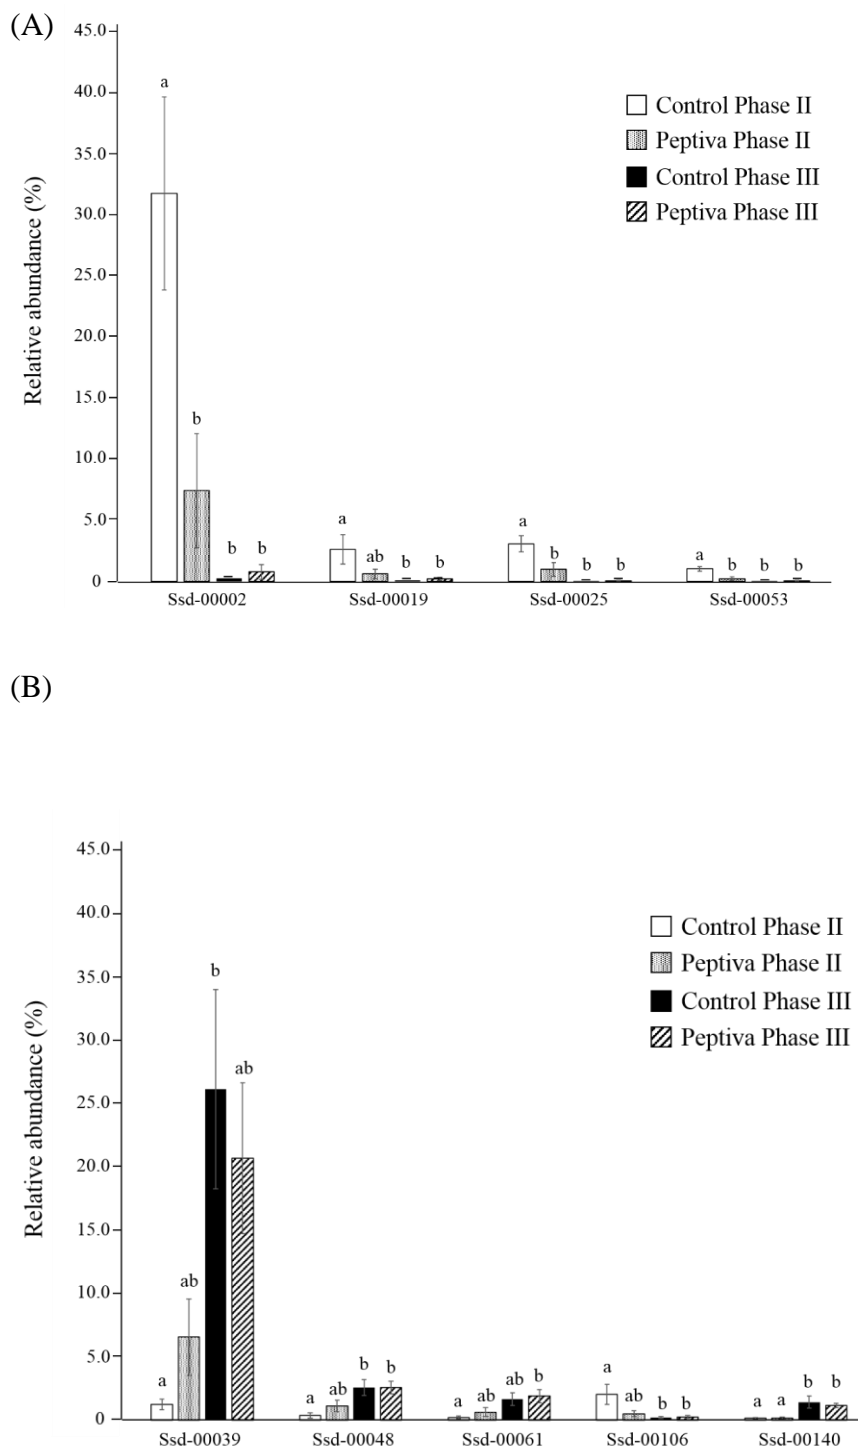 (A)
Relative abundance (%)
45.0
40.0
35.0
30.0
25.0
20.0
15.0
10.0
5.0
0
Control Phase II
Peptiva Phase II
Control Phase III
Peptiva Phase III
a b b b
a ab b b
a b b b
a b b b
Ssd-00002 Ssd-00019 Ssd-00025 Ssd-00053
(B)
Relative abundance (%)
45.0
40.0
35.0
30.0
25.0
20.0
15.0
10.0
5.0
0
Control Phase II
Peptiva Phase II
Control Phase III
Peptiva Phase III
a ab b ab
a ab b b
a ab ab b
a ab b b
a a b b
Ssd-00039 Ssd-00048 Ssd-00061 Ssd-00106 Ssd-00140